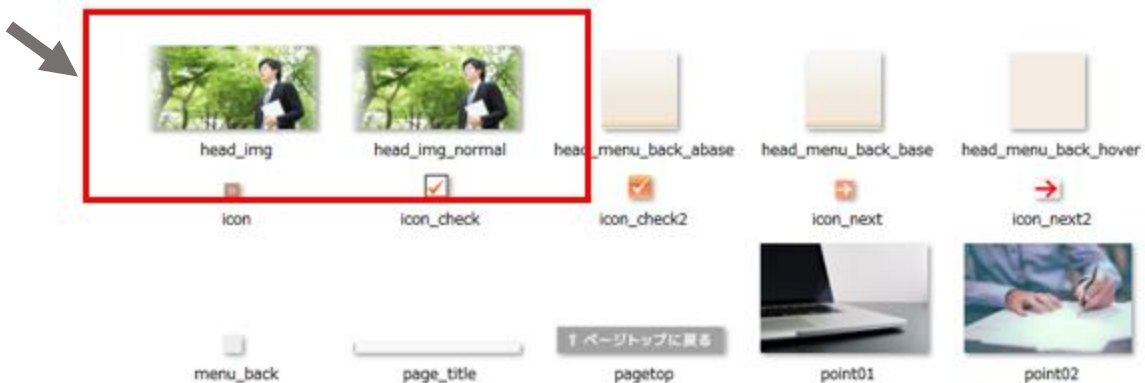 head_img head_img_normal head_menu_back_abase head_menu_back_base head_menu_back_hover
icon icon_check icon_check2 icon_next icon_next2
↑ ページトップに戻る
menu_back page_title pagetop point01 point02